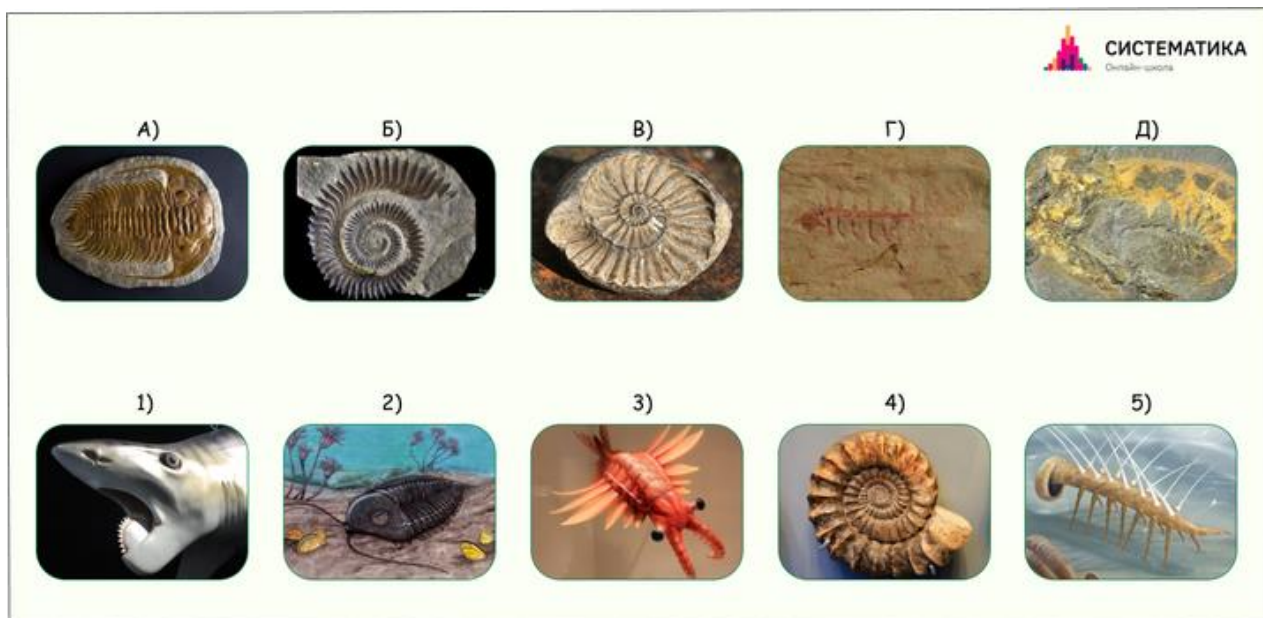 СИСТЕМАТИКА
Онлайн-школа
А) Б) В) Г) Д)
1) 2) 3) 4) 5)